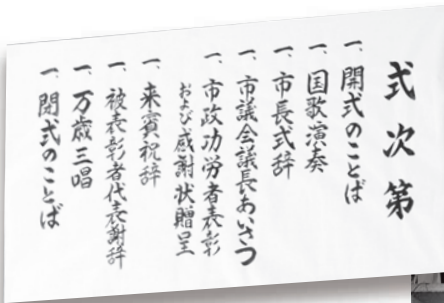 式次第
一、開式のことば
一、国歌演奏
一、市長式辞
一、市議会議長あいさつ
一、市政功労者表彰
および感謝状贈呈
一、来賓祝辞
一、被表彰者代表謝辞
一、万歳三唱
一、閉式のことば